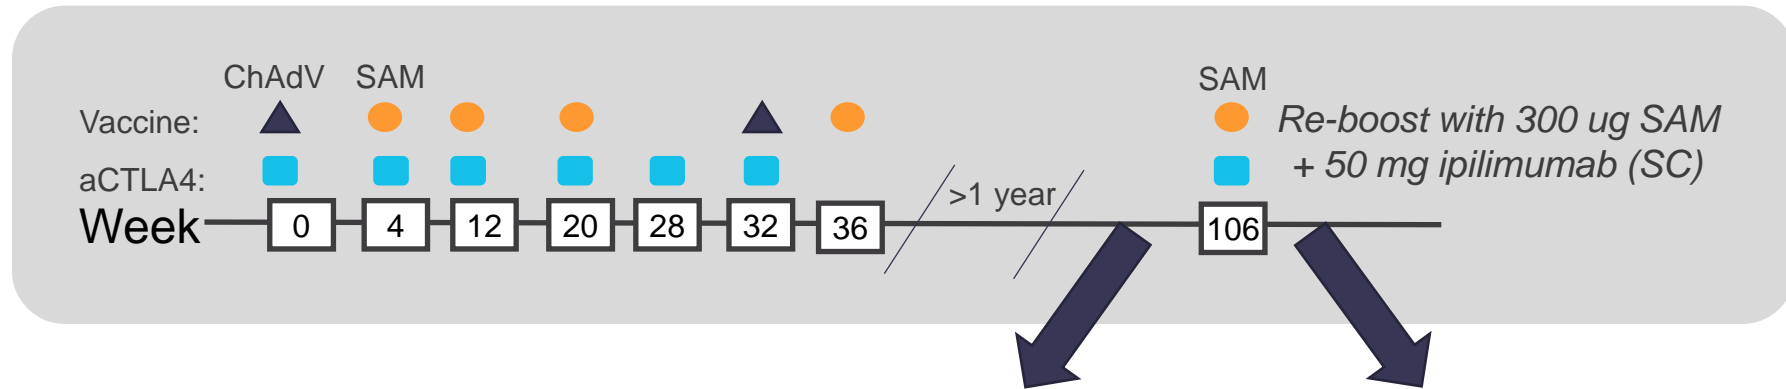 ChAdV SAM SAM
Vaccine: Re-boost with 300 ug SAM
aCTLA4: + 50 mg ipilimumab (SC)
>1 year
Week 0 4 12 20 28 32 36 106